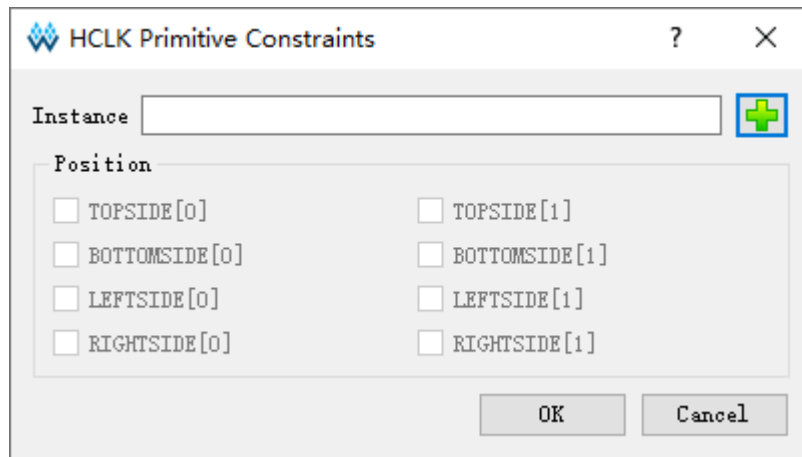 HCLK Primitive Constraints ? ×
Instance
Position
TOPSIDE[0] TOPSIDE[1]
BOTTOMSIDE[0] BOTTOMSIDE[1]
LEFTSIDE[0] LEFTSIDE[1]
RIGHTSIDE[0] RIGHTSIDE[1]
OK Cancel